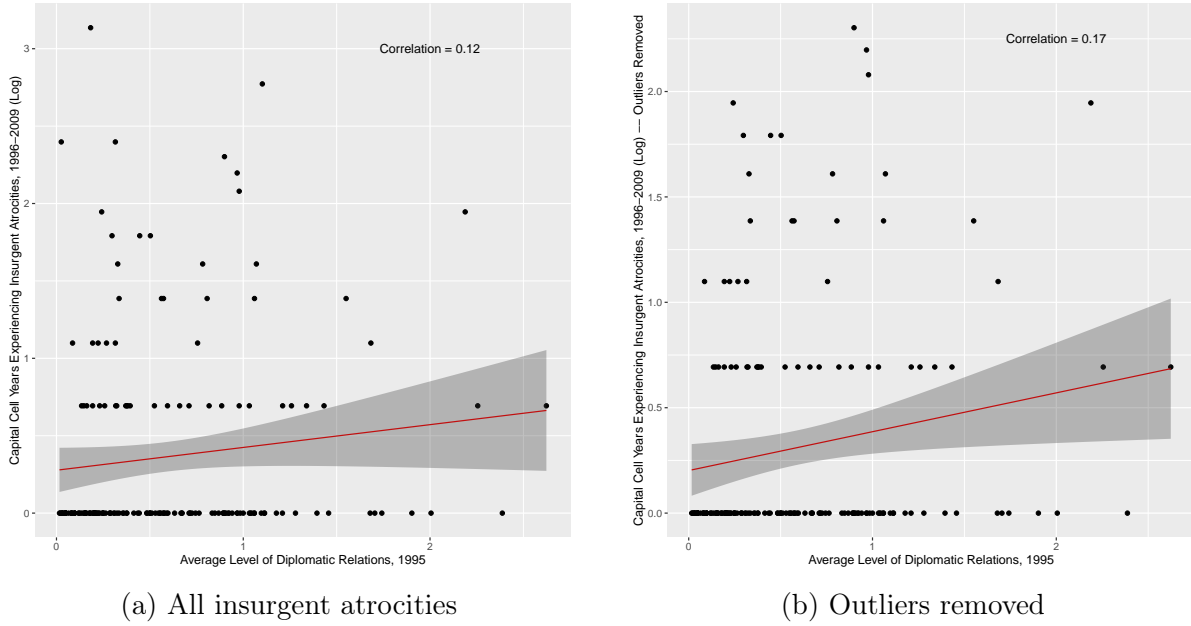 Capital Cell Years Experiencing Insurgent Atrocities, 1996−2009 (Log)
3
2
1
0
Correlation = 0.12
0
1
2
Average Level of Diplomatic Relations, 1995
(a) All insurgent atrocities
Capital Cell Years Experiencing Insurgent Atrocities, 1996−2009 (Log) −− Outliers Removed
2.0
1.5
1.0
0.5
0.0
Correlation = 0.17
0
1
2
Average Level of Diplomatic Relations, 1995
(b) Outliers removed